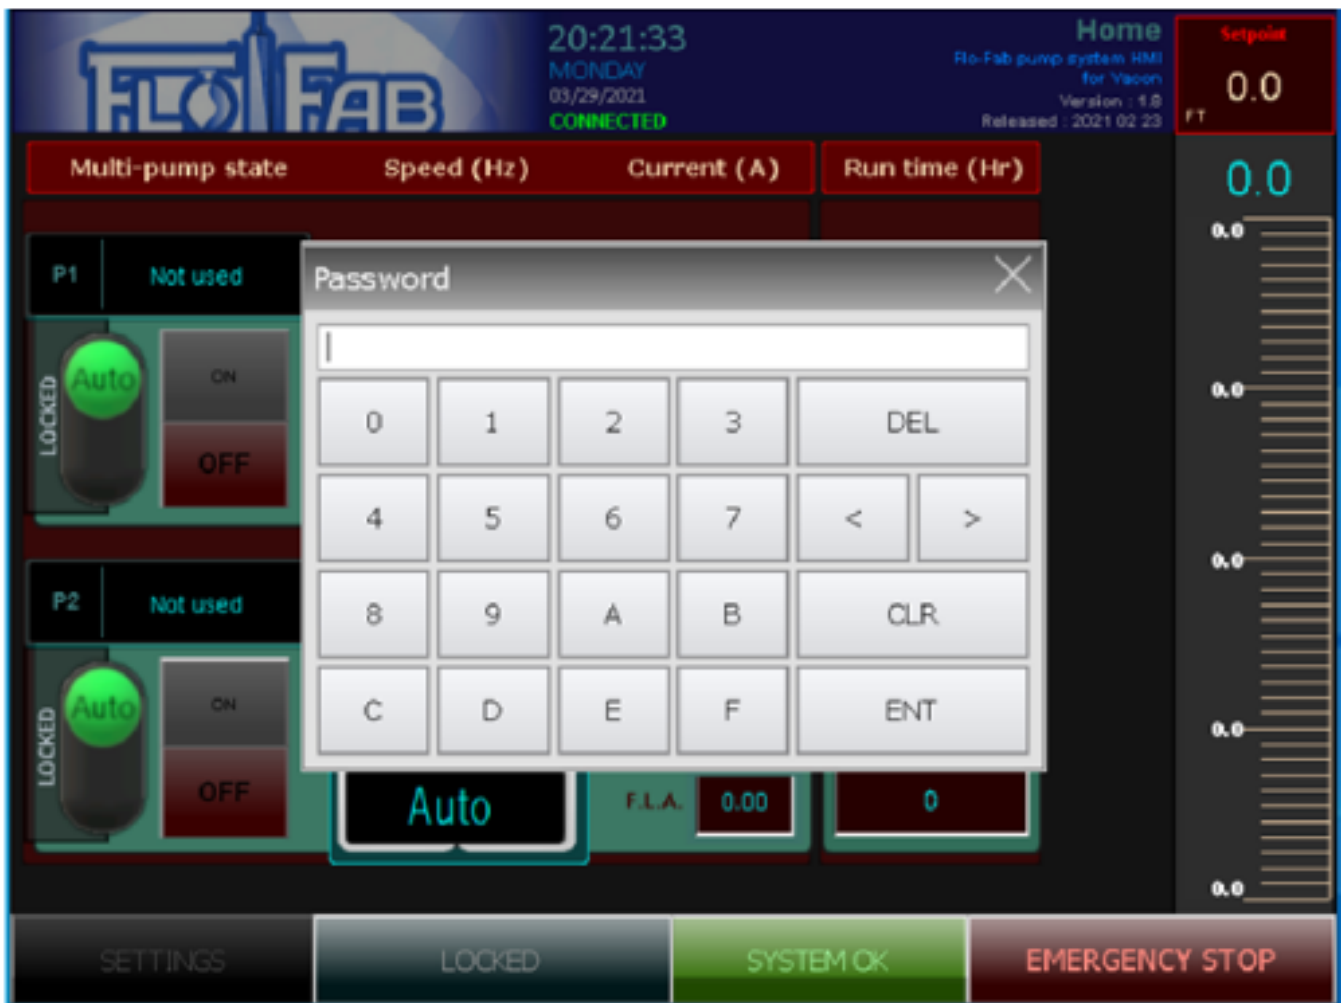 FLO FAB
20:21:33
MONDAY
03/29/2021
CONNECTED
Home
Flo-Fab pump system HMI
for Vacon
Version : 1.8
Released : 2021 02 23
Setpoint
0.0
FT
Multi-pump state Speed (Hz) Current (A) Run time (Hr)
0.0
0.0
P1 Not used
Password
LOCKED
Auto
ON
OFF
0 1 2 3 DEL
0.0
4 5 6 7 < >
0.0
P2 Not used
8 9 A B CLR
LOCKED
Auto
ON
OFF
C D E F ENT
0.0
Auto
F.L.A. 0.00
0
0.0
SETTINGS LOCKED SYSTEM OK EMERGENCY STOP